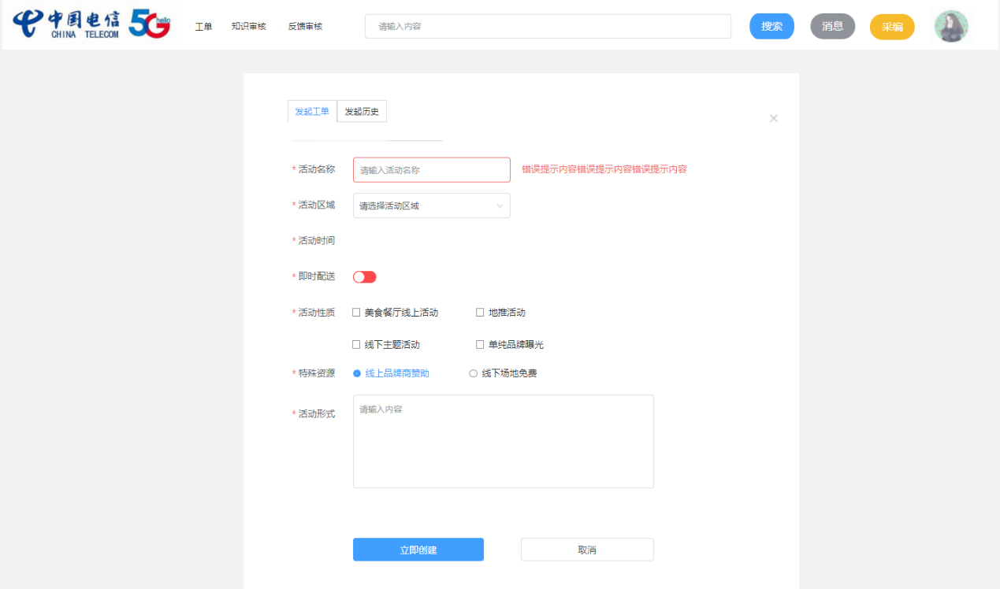 中国电信 CHINA TELECOM 5G hello 工单 知识审核 反馈审核 请输入内容 搜索 消息 采编
发起工单 发起历史
* 活动名称 请输入活动名称 错误提示内容错误提示内容错误提示内容
* 活动区域 请选择活动区域
* 活动时间
* 即时配送
* 活动性质 美食餐厅线上活动 地推活动
线下主题活动 单纯品牌曝光
* 特殊资源 线上品牌商赞助 线下场地免费
* 活动形式 请输入内容
立即创建 取消